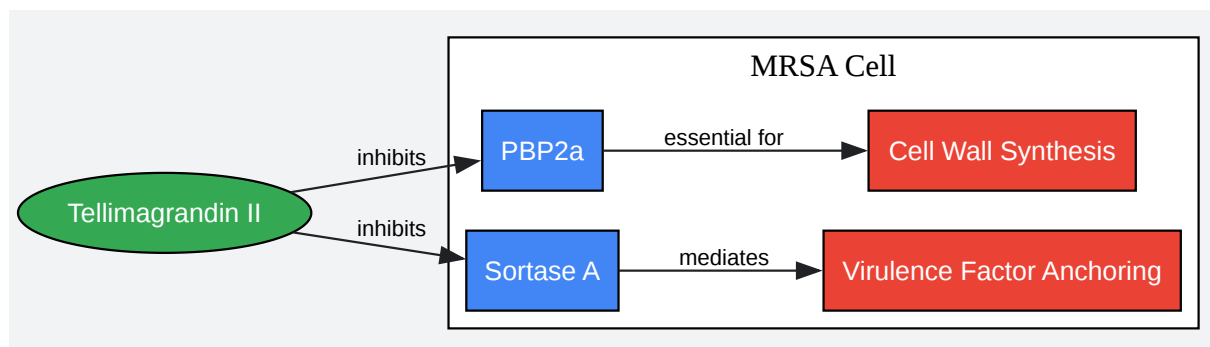 MRSA Cell
PBP2a
essential for
Cell Wall Synthesis
inhibits
Tellimagrandin II
inhibits
Sortase A
mediates
Virulence Factor Anchoring